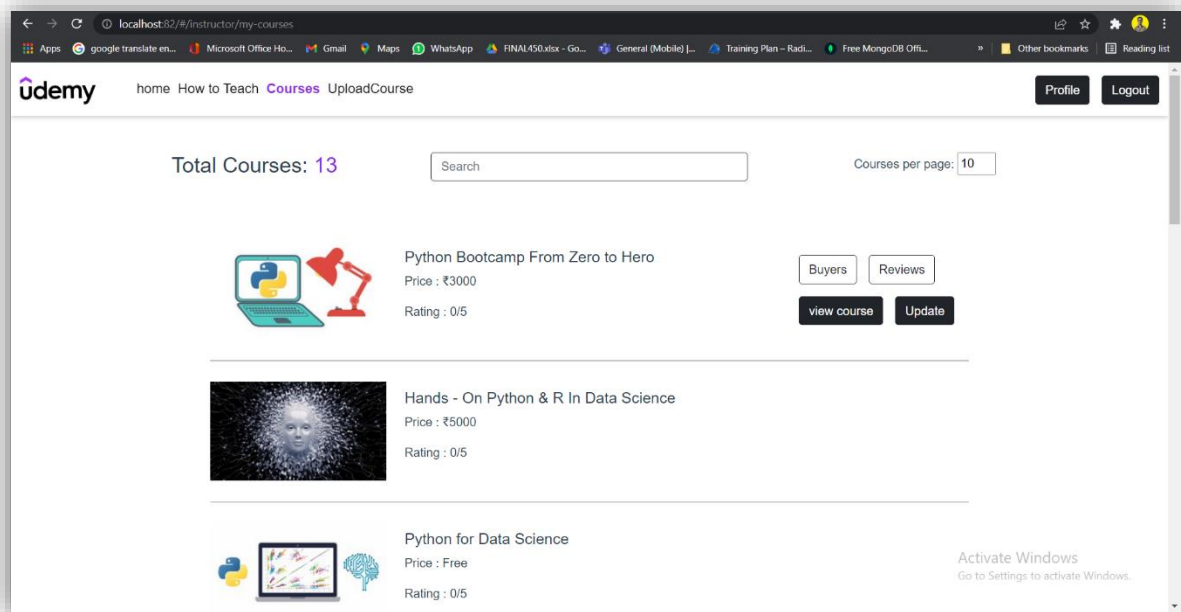 localhost:82/#/instructor/my-courses
Apps google translate en... Microsoft Office Ho... Gmail Maps WhatsApp FINAL450.xlsx - Go... General (Mobile) |... Training Plan – Radi... Free MongoDB Offi... » Other bookmarks Reading list
ûdemy home How to Teach Courses UploadCourse Profile Logout
Total Courses: 13 Search Courses per page: 10
Python Bootcamp From Zero to Hero
Price : ₹3000
Rating : 0/5
Buyers Reviews
view course Update
Hands - On Python & R In Data Science
Price : ₹5000
Rating : 0/5
Python for Data Science
Price : Free
Rating : 0/5
Activate Windows
Go to Settings to activate Windows.